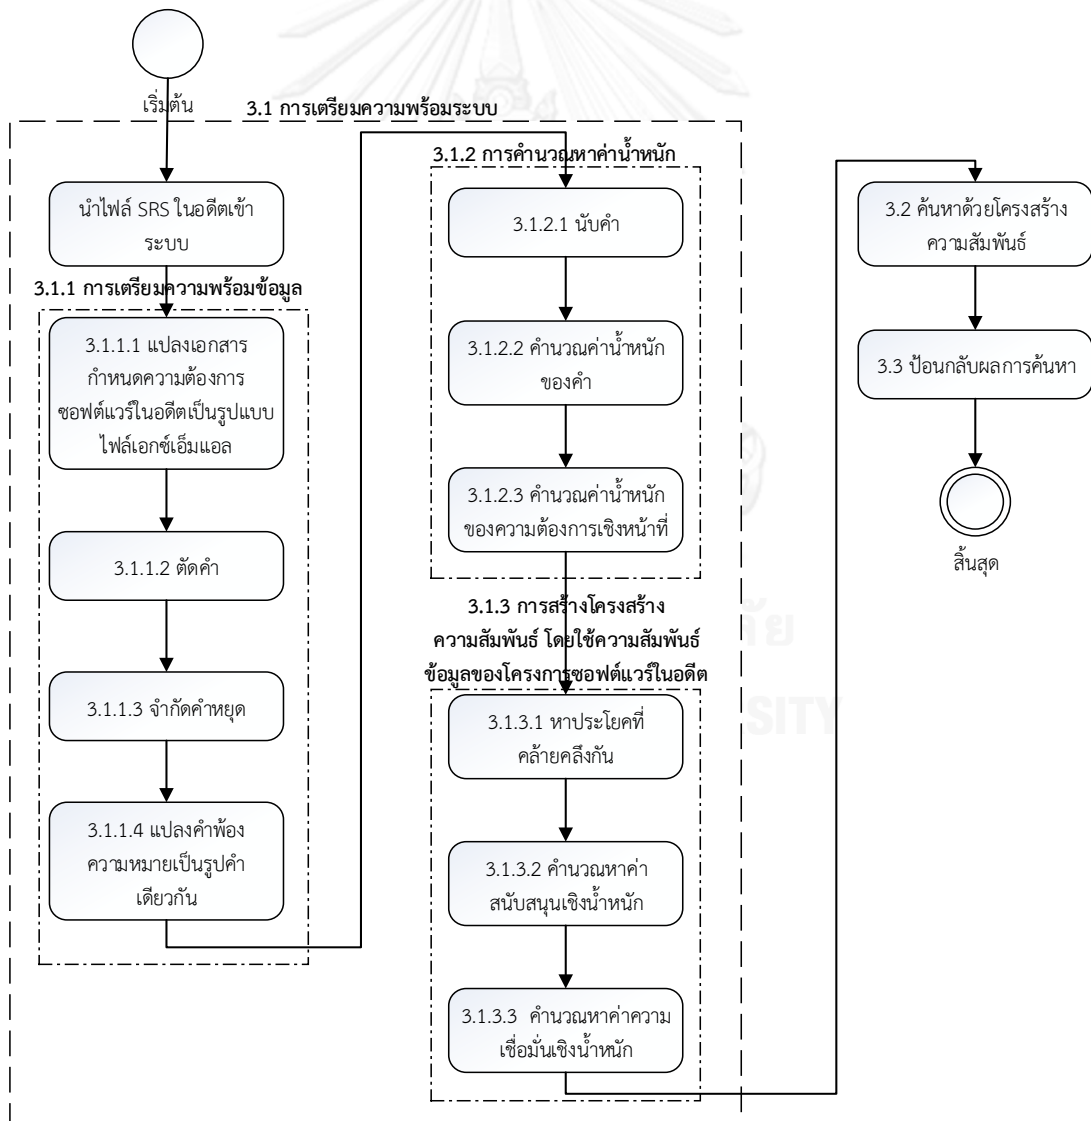 เริ่มต้น
3.1 การเตรียมความพร้อมระบบ
นำไฟล์ SRS ในอดีตเข้า
ระบบ
3.1.1 การเตรียมความพร้อมข้อมูล
3.1.1.1 แปลงเอกสาร
กำหนดความต้องการ
ซอฟต์แวร์ในอดีตเป็นรูปแบบ
ไฟล์เอกซ์เอ็มแอล
3.1.1.2 ตัดคำ
3.1.1.3 จำกัดคำหยุด
3.1.1.4 แปลงคำพ้อง
ความหมายเป็นรูปคำ
เดียวกัน
3.1.2 การคำนวณหาค่าน้ำหนัก
3.1.2.1 นับคำ
3.1.2.2 คำนวณค่าน้ำหนัก
ของคำ
3.1.2.3 คำนวณค่าน้ำหนัก
ของความต้องการเชิงหน้าที่
3.1.3 การสร้างโครงสร้าง
ความสัมพันธ์ โดยใช้ความสัมพันธ์
ข้อมูลของโครงการซอฟต์แวร์ในอดีต
3.1.3.1 หาประโยคที่
คล้ายคลึงกัน
3.1.3.2 คำนวณหาค่า
สนับสนุนเชิงน้ำหนัก
3.1.3.3 คำนวณหาค่าความ
เชื่อมั่นเชิงน้ำหนัก
3.2 ค้นหาด้วยโครงสร้าง
ความสัมพันธ์
3.3 ป้อนกลับผลการค้นหา
สิ้นสุด
ลัย
SITY